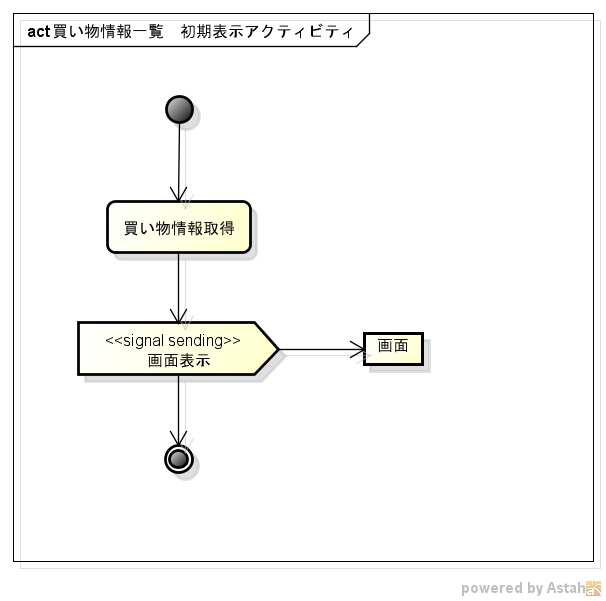 act 買い物情報一覧　初期表示アクティビティ
買い物情報取得
<<signal sending>>
画面表示
画面
powered by Astah